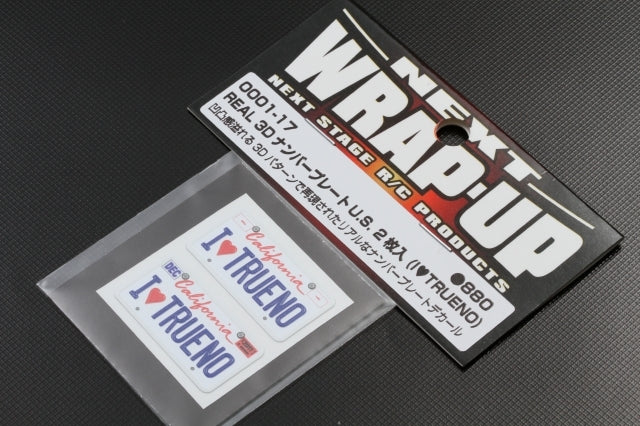 NEXT
WRAP-UP
NEXT STAGE R/C PRODUCTS
0001-17 ●880
REAL 3D ナンバープレート U.S. 2枚入 (I♥TRUENO)
凹凸感溢れる3Dパターンで再現されたリアルなナンバープレートデカール
California
I♥TRUENO
DEC California
I♥TRUENO